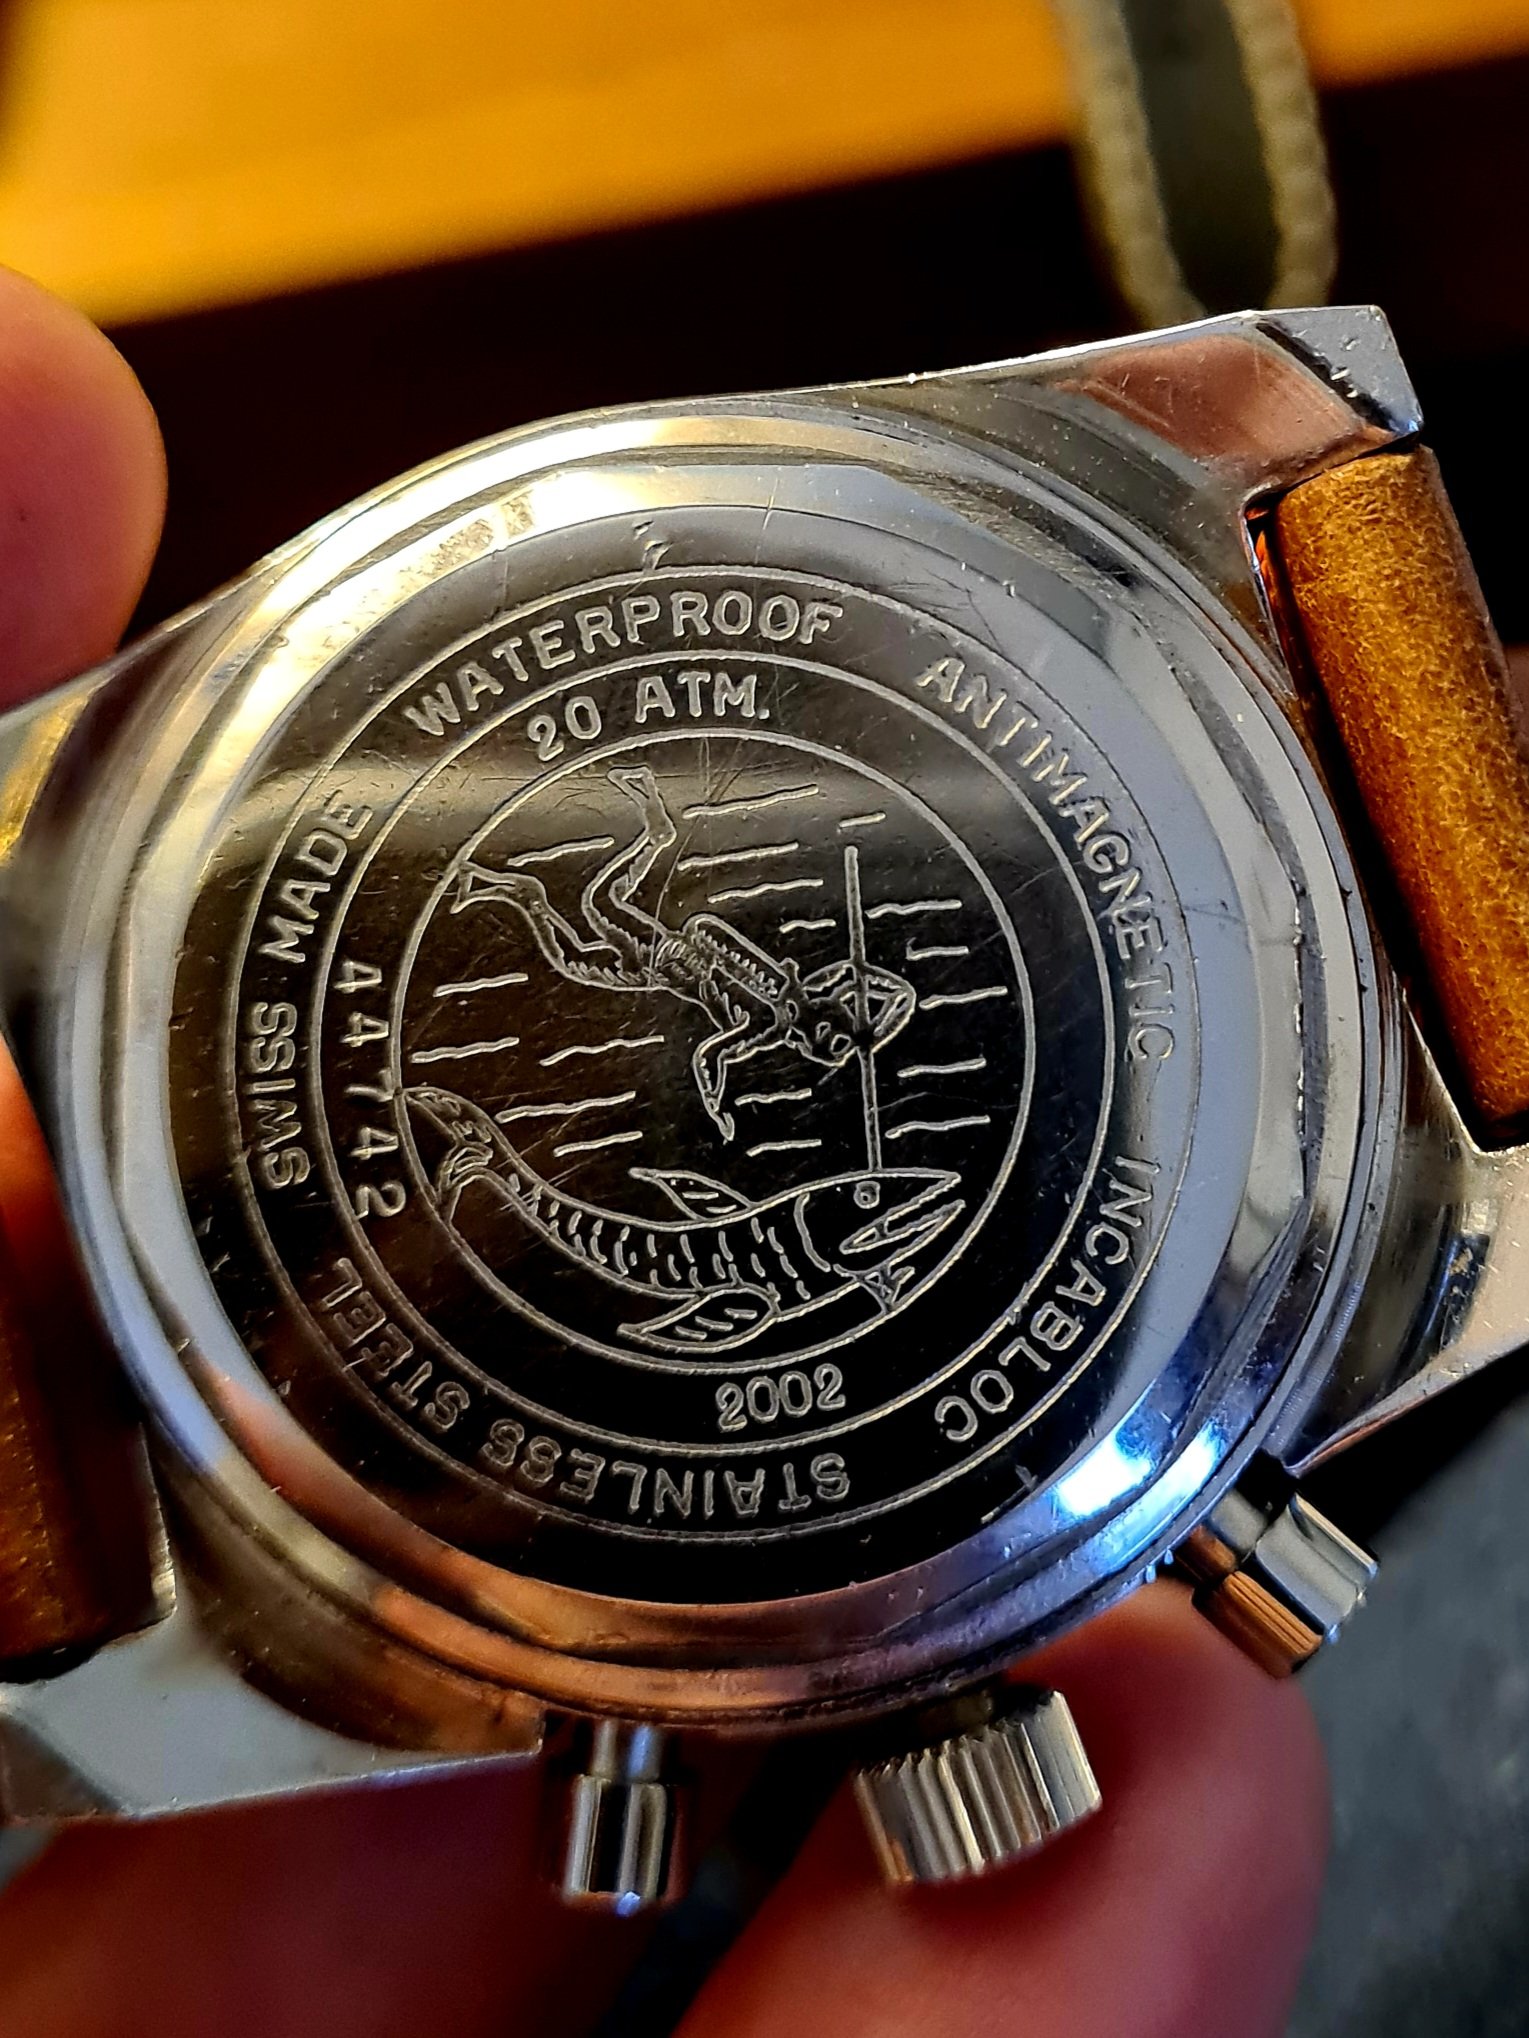 WATERPROOF ANTIMAGNETIC INCABLOC STAINLESS STEEL SWISS MADE
20 ATM.
44742
2002